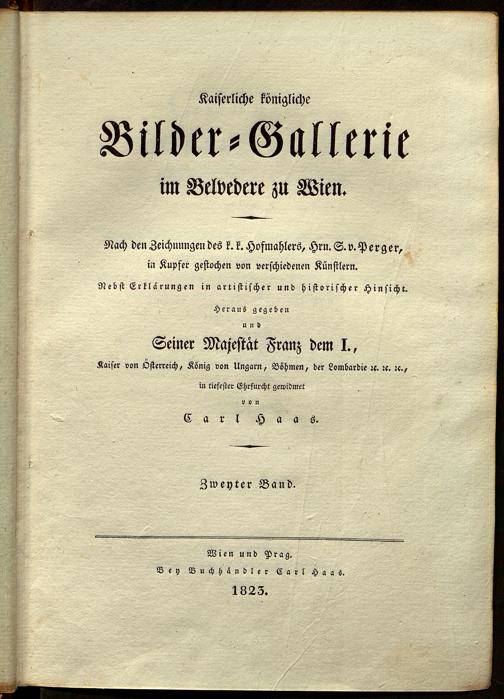 Kaiserliche königliche
Bilder=Gallerie
im Belvedere zu Wien.
Nach den Zeichnungen des k. k. Hofmahlers, Hrn. S. v. Perger,
in Kupfer gestochen von verschiedenen Künstlern.
Nebst Erklärungen in artistischer und historischer Hinsicht.
Heraus gegeben
und
Seiner Majestät Franz dem I.,
Kaiser von Österreich, König von Ungarn, Böhmen, der Lombardie ꝛc. ꝛc. ꝛc.,
in tiefester Ehrfurcht gewidmet
von
Carl Haas.
Zweyter Band.
Wien und Prag.
Bey Buchhändler Carl Haas.
1823.